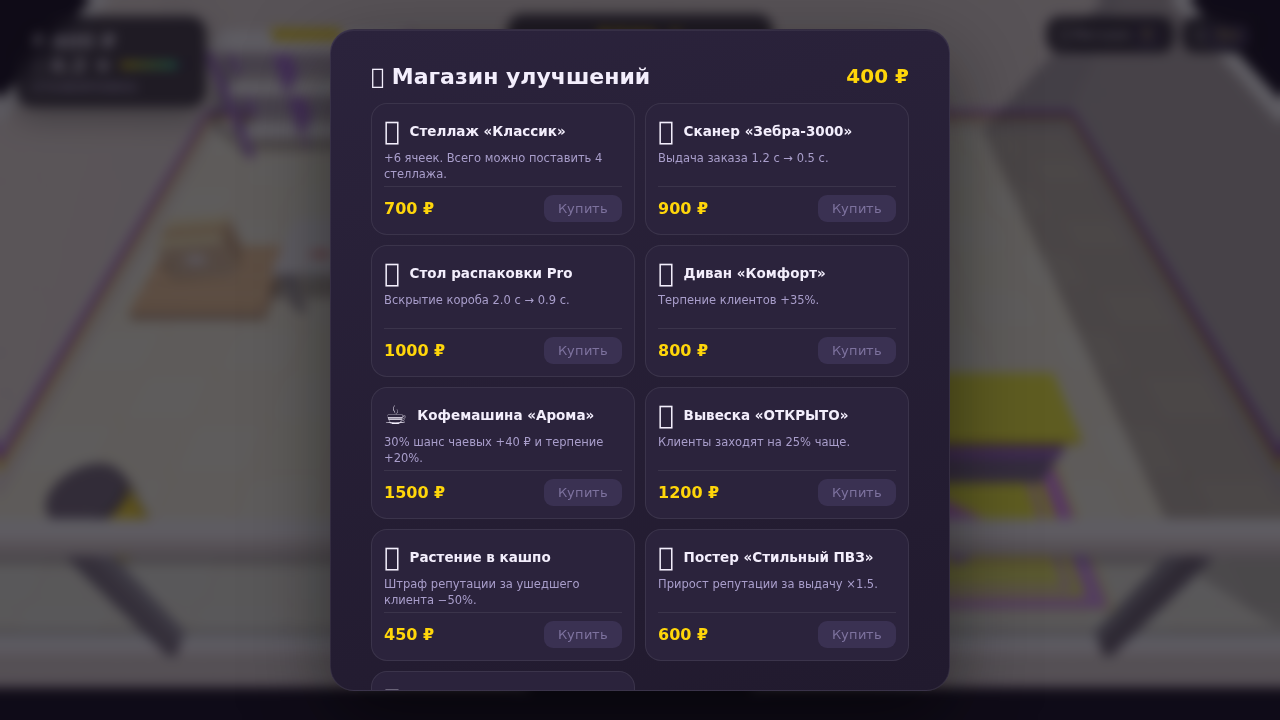 Магазин улучшений
400 ₽
Стеллаж «Классик»
+6 ячеек. Всего можно поставить 4
стеллажа.
700 ₽
Купить
Сканер «Зебра-3000»
Выдача заказа 1.2 с → 0.5 с.
900 ₽
Купить
Стол распаковки Pro
Вскрытие короба 2.0 с → 0.9 с.
1000 ₽
Купить
Диван «Комфорт»
Терпение клиентов +35%.
800 ₽
Купить
Кофемашина «Арома»
30% шанс чаевых +40 ₽ и терпение
+20%.
1500 ₽
Купить
Вывеска «ОТКРЫТО»
Клиенты заходят на 25% чаще.
1200 ₽
Купить
Растение в кашпо
Штраф репутации за ушедшего
клиента −50%.
450 ₽
Купить
Постер «Стильный ПВЗ»
Прирост репутации за выдачу ×1.5.
600 ₽
Купить